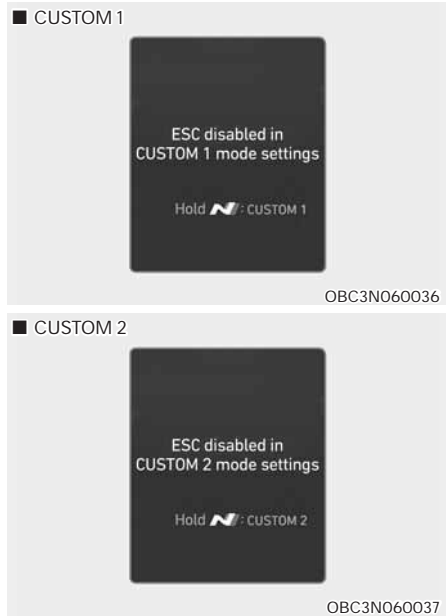 ■ CUSTOM 1
ESC disabled in
CUSTOM 1 mode settings
Hold N : CUSTOM 1
OBC3N060036
■ CUSTOM 2
ESC disabled in
CUSTOM 2 mode settings
Hold N : CUSTOM 2
OBC3N060037